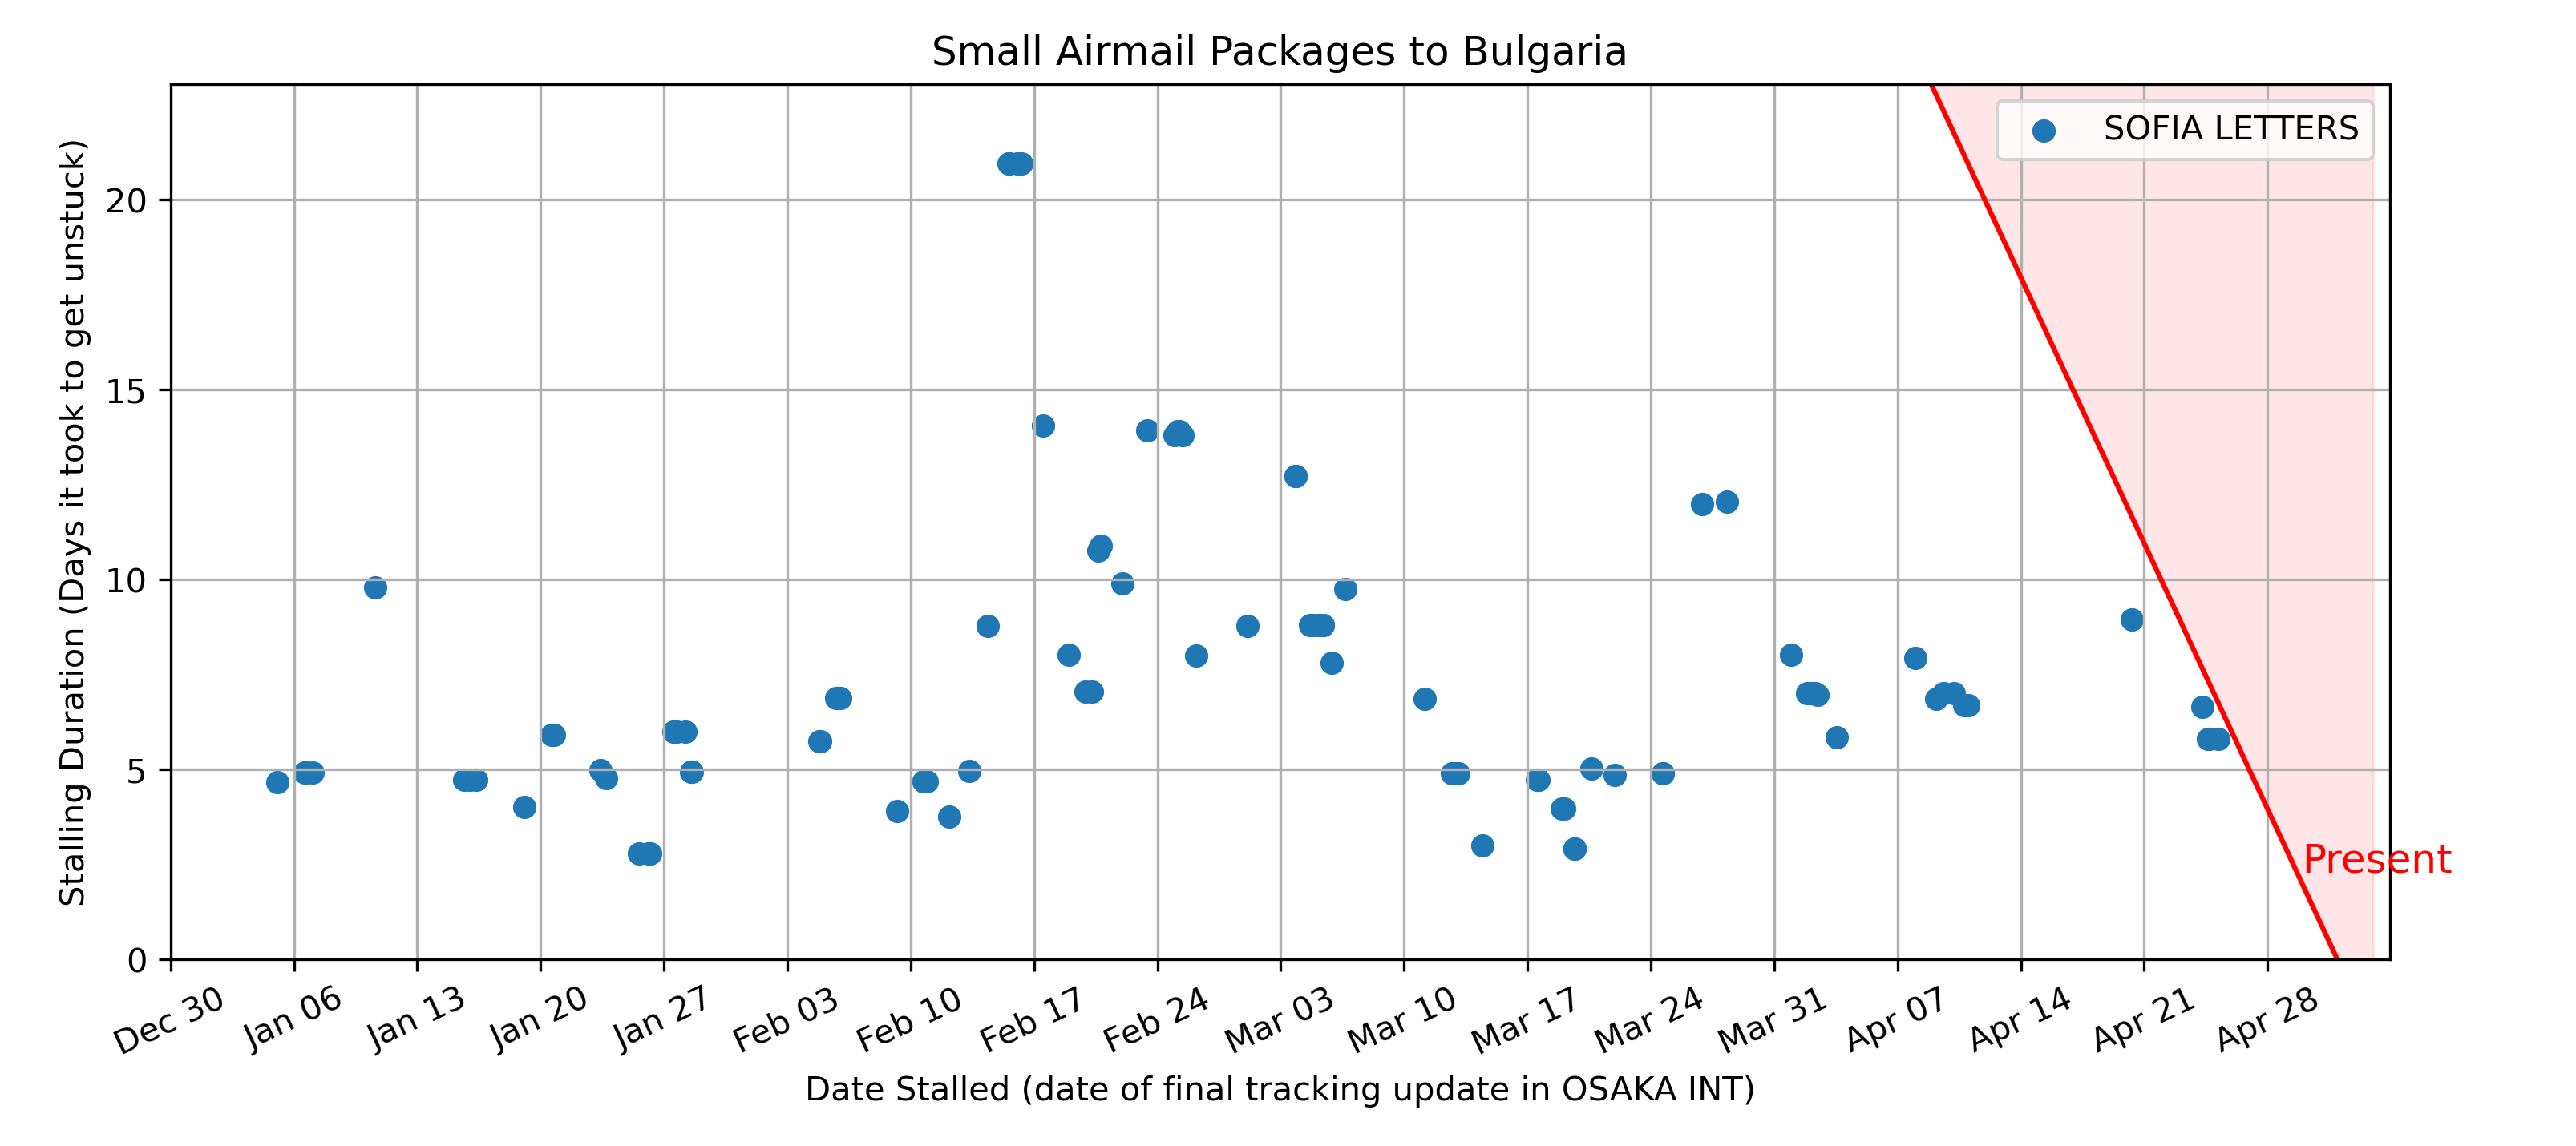 Small Airmail Packages to Bulgaria
SOFIA LETTERS
Stalling Duration (Days it took to get unstuck)
20
15
10
5
0
Present
Dec 30
Jan 06
Jan 13
Jan 20
Jan 27
Feb 03
Feb 10
Feb 17
Feb 24
Mar 03
Mar 10
Mar 17
Mar 24
Mar 31
Apr 07
Apr 14
Apr 21
Apr 28
Date Stalled (date of final tracking update in OSAKA INT)